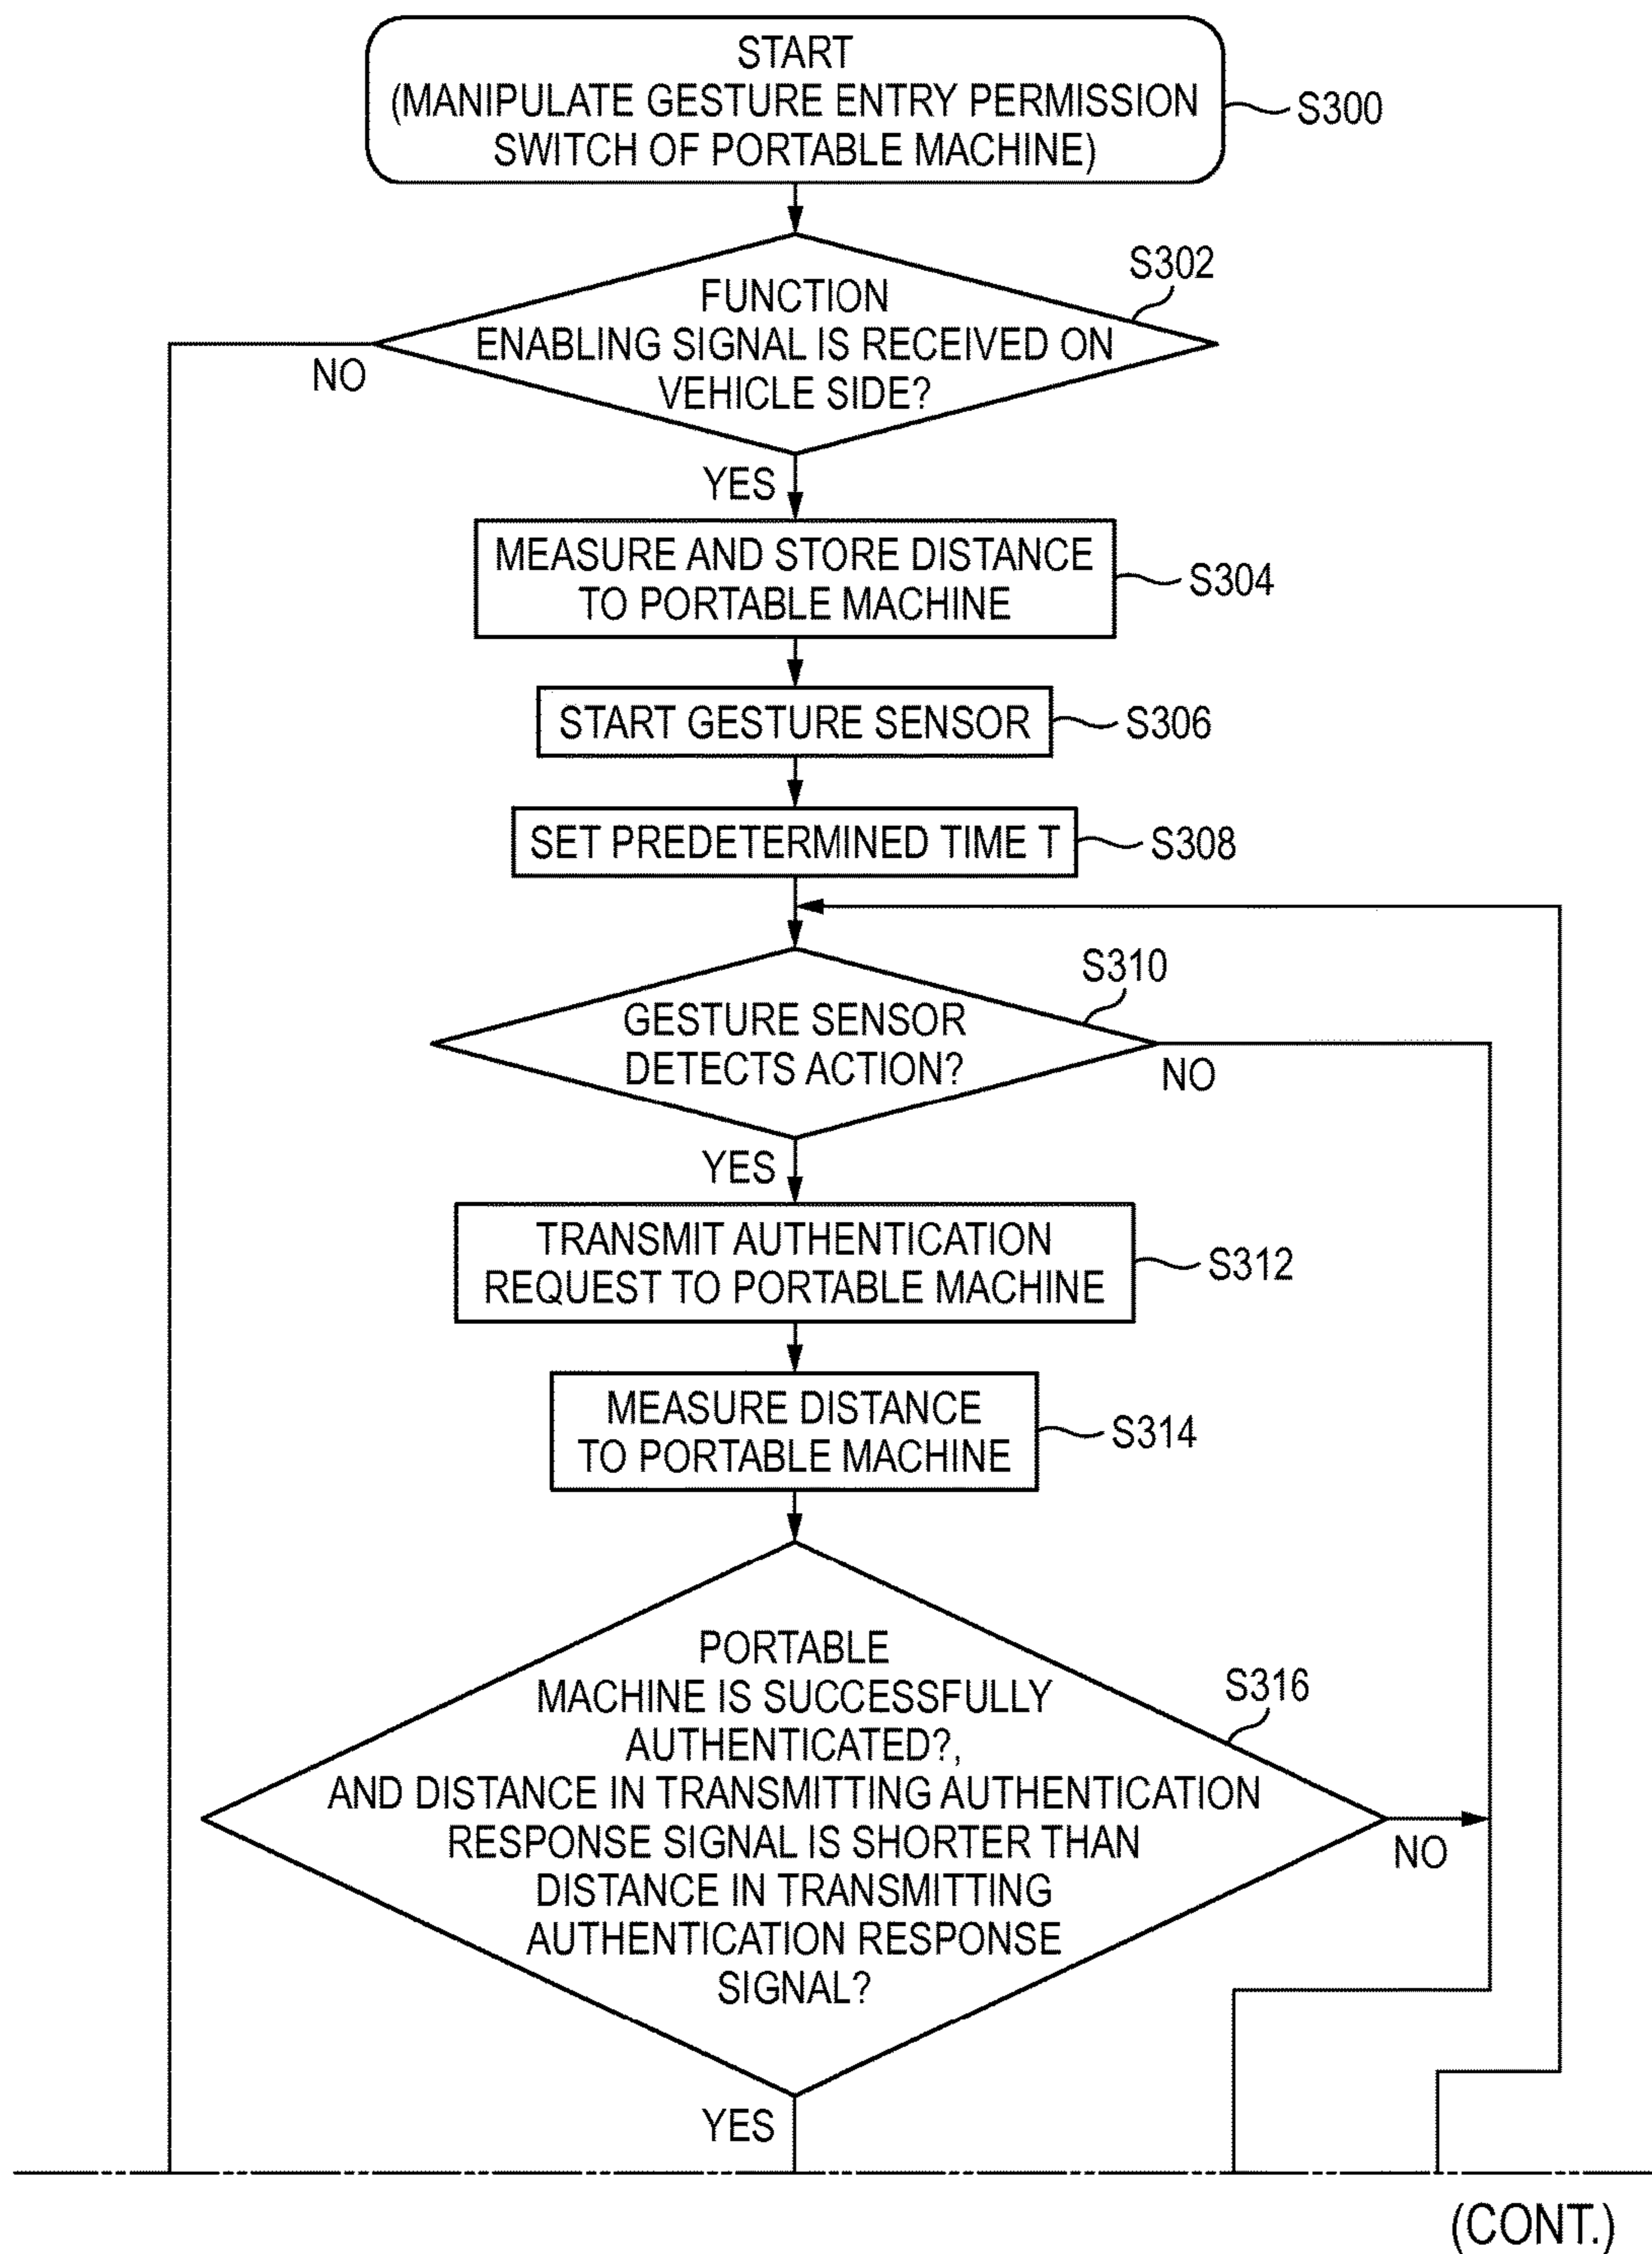 START
(MANIPULATE GESTURE ENTRY PERMISSION
SWITCH OF PORTABLE MACHINE)
S300
S302
FUNCTION
ENABLING SIGNAL IS RECEIVED ON
VEHICLE SIDE?
NO
YES
MEASURE AND STORE DISTANCE
TO PORTABLE MACHINE
S304
START GESTURE SENSOR
S306
SET PREDETERMINED TIME T
S308
S310
GESTURE SENSOR
DETECTS ACTION?
NO
YES
TRANSMIT AUTHENTICATION
REQUEST TO PORTABLE MACHINE
S312
MEASURE DISTANCE
TO PORTABLE MACHINE
S314
PORTABLE
MACHINE IS SUCCESSFULLY
AUTHENTICATED?,
AND DISTANCE IN TRANSMITTING AUTHENTICATION
RESPONSE SIGNAL IS SHORTER THAN
DISTANCE IN TRANSMITTING
AUTHENTICATION RESPONSE
SIGNAL?
S316
NO
YES
(CONT.)